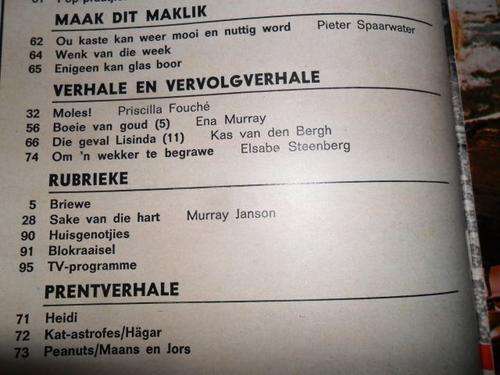 MAAK DIT MAKLIK
62 Ou kaste kan weer mooi en nuttig word Pieter Spaarwater
64 Wenk van die week
65 Enigeen kan glas boor
VERHALE EN VERVOLGVERHALE
32 Moles! Priscilla Fouché
56 Boeie van goud (5) Ena Murray
66 Die geval Lisinda (11) Kas van den Bergh
74 Om 'n wekker te begrawe Elsabe Steenberg
RUBRIEKE
5 Briewe
28 Sake van die hart Murray Janson
90 Huisgenotjies
91 Blokraaisel
95 TV-programme
PRENTVERHALE
71 Heidi
72 Kat-astrofes/Hägar
73 Peanuts/Maans en Jors